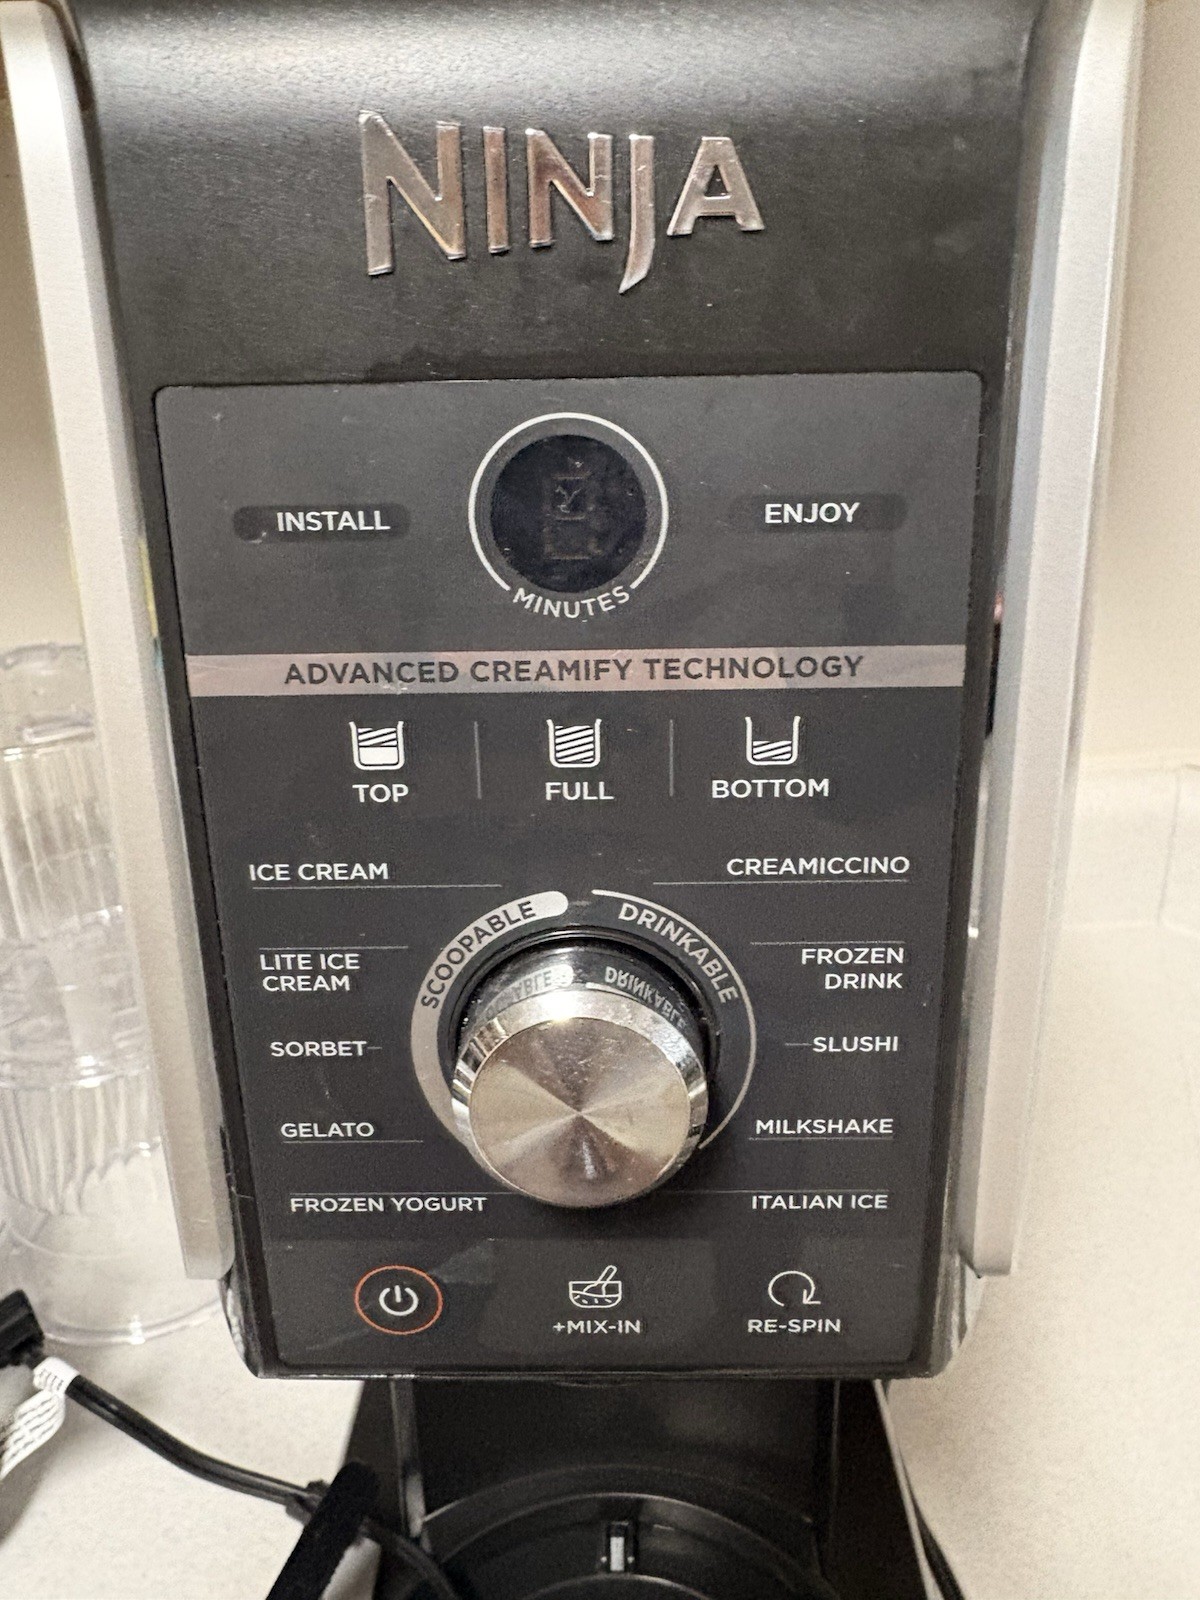 NINJA
INSTALL
ENJOY
MINUTES
ADVANCED CREAMIFY TECHNOLOGY
TOP
FULL
BOTTOM
ICE CREAM
CREAMICCINO
SCOOPABLE
DRINKABLE
LITE ICE
CREAM
FROZEN
DRINK
SORBET
SLUSHI
GELATO
MILKSHAKE
FROZEN YOGURT
ITALIAN ICE
+MIX-IN
RE-SPIN